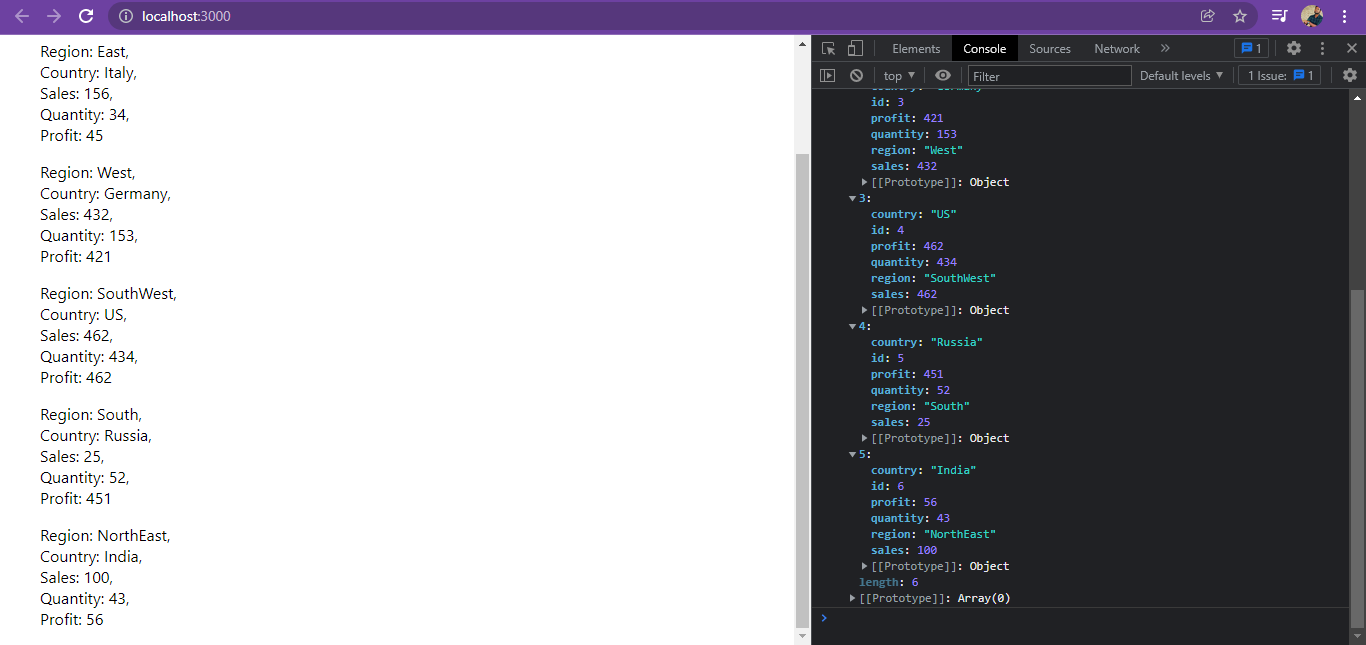 localhost:3000
Region: East,
Country: Italy,
Sales: 156,
Quantity: 34,
Profit: 45
Region: West,
Country: Germany,
Sales: 432,
Quantity: 153,
Profit: 421
Region: SouthWest,
Country: US,
Sales: 462,
Quantity: 434,
Profit: 462
Region: South,
Country: Russia,
Sales: 25,
Quantity: 52,
Profit: 451
Region: NorthEast,
Country: India,
Sales: 100,
Quantity: 43,
Profit: 56
Elements Console Sources Network » 1
top ▼ Filter Default levels ▼ 1 Issue: 1
id: 3
profit: 421
quantity: 153
region: "West"
sales: 432
▶ [[Prototype]]: Object
▼ 3:
country: "US"
id: 4
profit: 462
quantity: 434
region: "SouthWest"
sales: 462
▶ [[Prototype]]: Object
▼ 4:
country: "Russia"
id: 5
profit: 451
quantity: 52
region: "South"
sales: 25
▶ [[Prototype]]: Object
▼ 5:
country: "India"
id: 6
profit: 56
quantity: 43
region: "NorthEast"
sales: 100
▶ [[Prototype]]: Object
length: 6
▶ [[Prototype]]: Array(0)